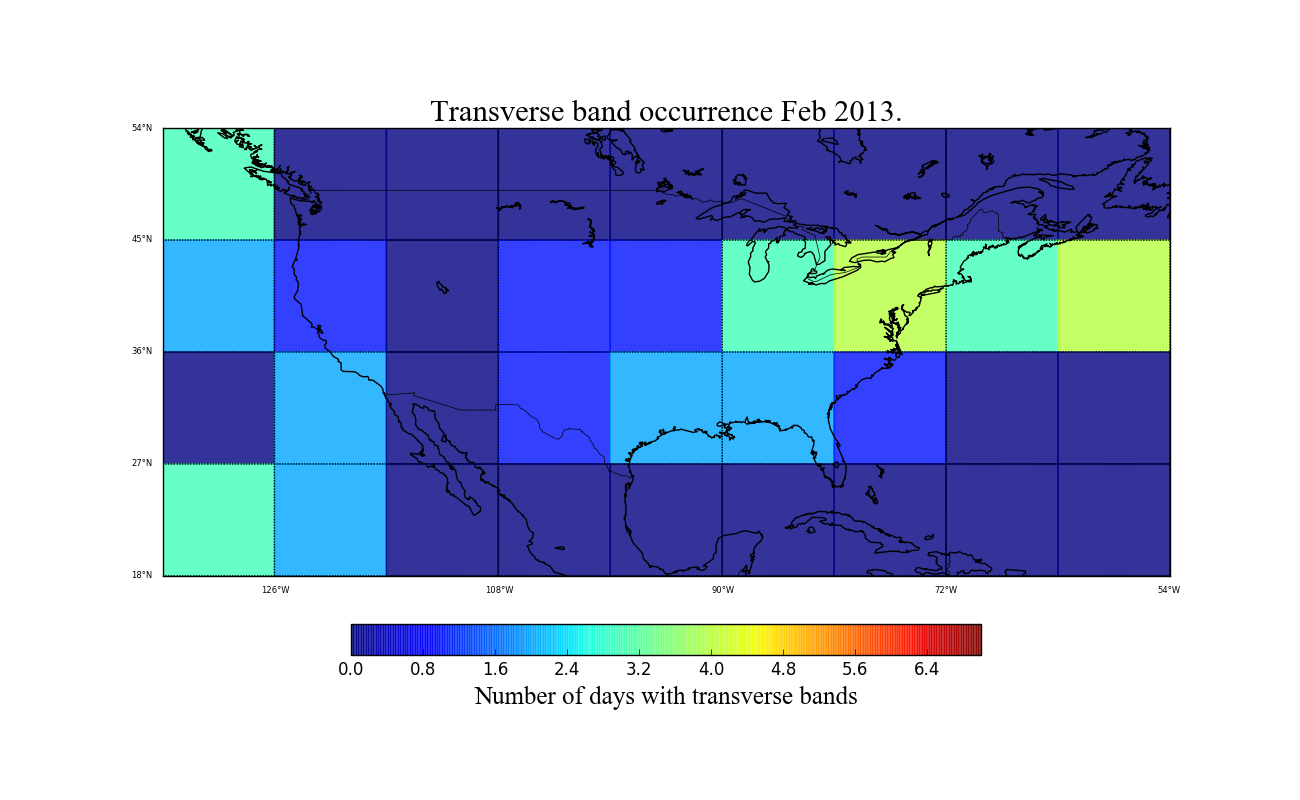 Transverse band occurrence Feb 2013.
54°N
45°N
36°N
27°N
18°N
126°W 108°W 90°W 72°W 54°W
0.0 0.8 1.6 2.4 3.2 4.0 4.8 5.6 6.4
Number of days with transverse bands